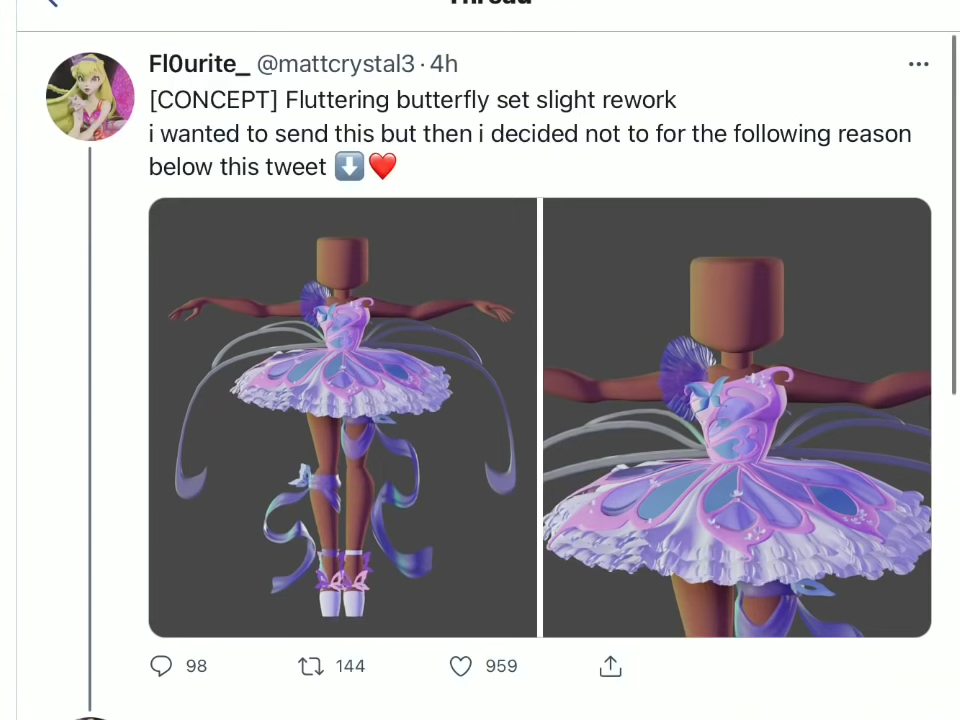 Thread
Fl0urite_ @mattcrystal3 · 4h
[CONCEPT] Fluttering butterfly set slight rework
i wanted to send this but then i decided not to for the following reason
below this tweet ⬇️❤️
98 144 959